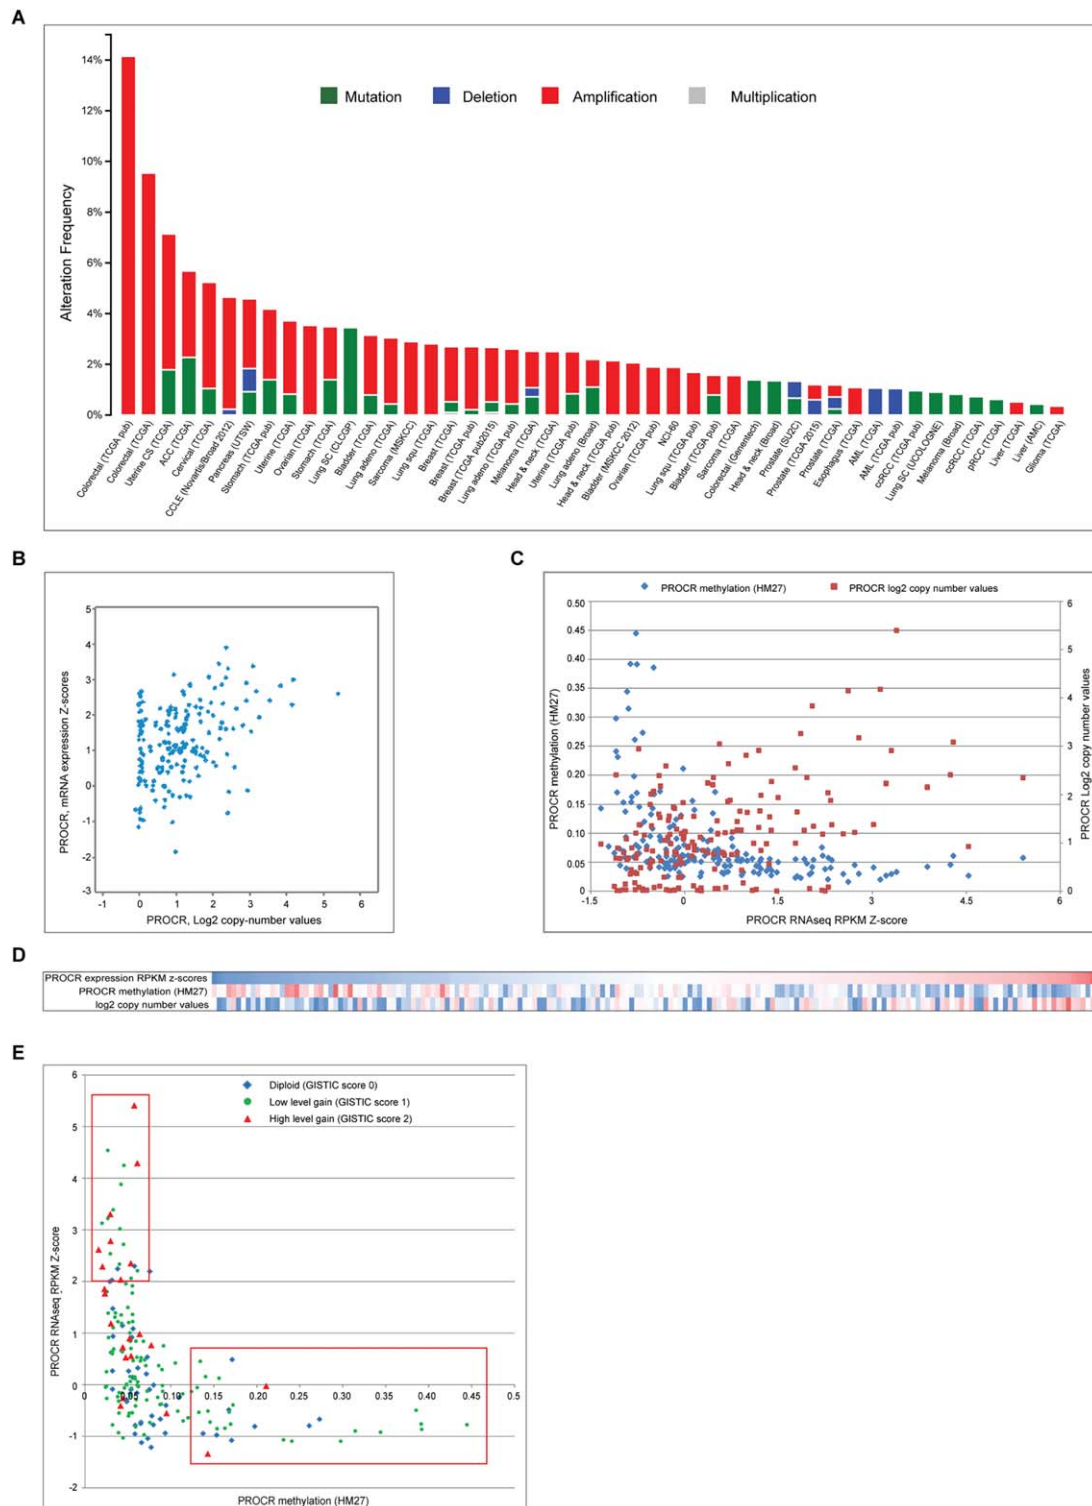 A
14%
12%
10%
8%
6%
4%
2%
0%
Alteration Frequency
Mutation
Deletion
Amplification
Multiplication
Colorectal (TCGA pub)
Colorectal (TCGA)
Uterine CS (TCGA)
ACC (TCGA)
Cervical (TCGA)
CCLE (Novartis/Broad 2012)
Pancreas (UTSW)
Stomach (TCGA pub)
Uterine (TCGA)
Ovarian (TCGA)
Stomach (TCGA)
Lung SC (CLCGP)
Bladder (TCGA)
Lung adeno (TCGA)
Sarcoma (MSKCC)
Lung squ (TCGA)
Breast (TCGA)
Breast (TCGA pub)
Breast (TCGA pub2015)
Lung adeno (TCGA pub)
Melanoma (TCGA)
Head & neck (TCGA)
Uterine (TCGA pub)
Lung adeno (Broad)
Head & neck (TCGA pub)
Bladder (MSKCC 2012)
Ovarian (TCGA pub)
NCI-60
Lung squ (TCGA pub)
Bladder (TCGA pub)
Sarcoma (TCGA)
Colorectal (Genentech)
Head & neck (Broad)
Prostate (SU2C)
Prostate (TCGA 2015)
Prostate (TCGA)
Esophagus (TCGA)
AML (TCGA)
AML (TCGA pub)
ccRCC (TCGA pub)
Lung SC (UCOLOGNE)
Melanoma (Broad)
ccRCC (TCGA)
pRCC (TCGA)
Liver (TCGA)
Liver (AMC)
Glioma (TCGA)
B
5
4
3
2
1
0
-1
-2
-3
PROCR, mRNA expression Z-scores
-1 0 1 2 3 4 5 6
PROCR, Log2 copy-number values
C
PROCR methylation (HM27)
PROCR log2 copy number values
0.50
0.45
0.40
0.35
0.30
0.25
0.20
0.15
0.10
0.05
0
PROCR methylation (HM27)
6
5
4
3
2
1
0
PROCR Log2 copy number values
-1.5 0 1.5 3 4.5 6
PROCR RNAseq RPKM Z-score
D
PROCR expression RPKM z-scores
PROCR methylation (HM27)
log2 copy number values
E
Diploid (GISTIC score 0)
Low level gain (GISTIC score 1)
High level gain (GISTIC score 2)
6
5
4
3
2
1
0
-1
-2
PROCR RNAseq RPKM Z-score
0 0.05 0.10 0.15 0.20 0.25 0.30 0.35 0.40 0.45 0.5
PROCR methylation (HM27)